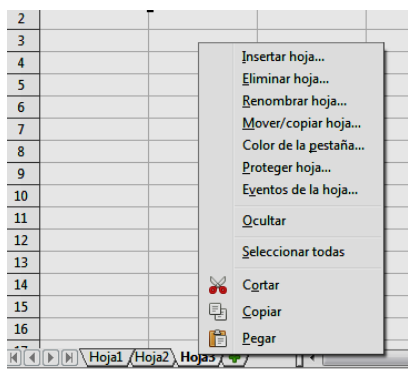 2
3
4
5
6
7
8
9
10
11
12
13
14
15
16
17
Insertar hoja...
Eliminar hoja...
Renombrar hoja...
Mover/copiar hoja...
Color de la pestaña...
Proteger hoja...
Eventos de la hoja...
Ocultar
Seleccionar todas
Cortar
Copiar
Pegar
Hoja1 Hoja2 Hoja3